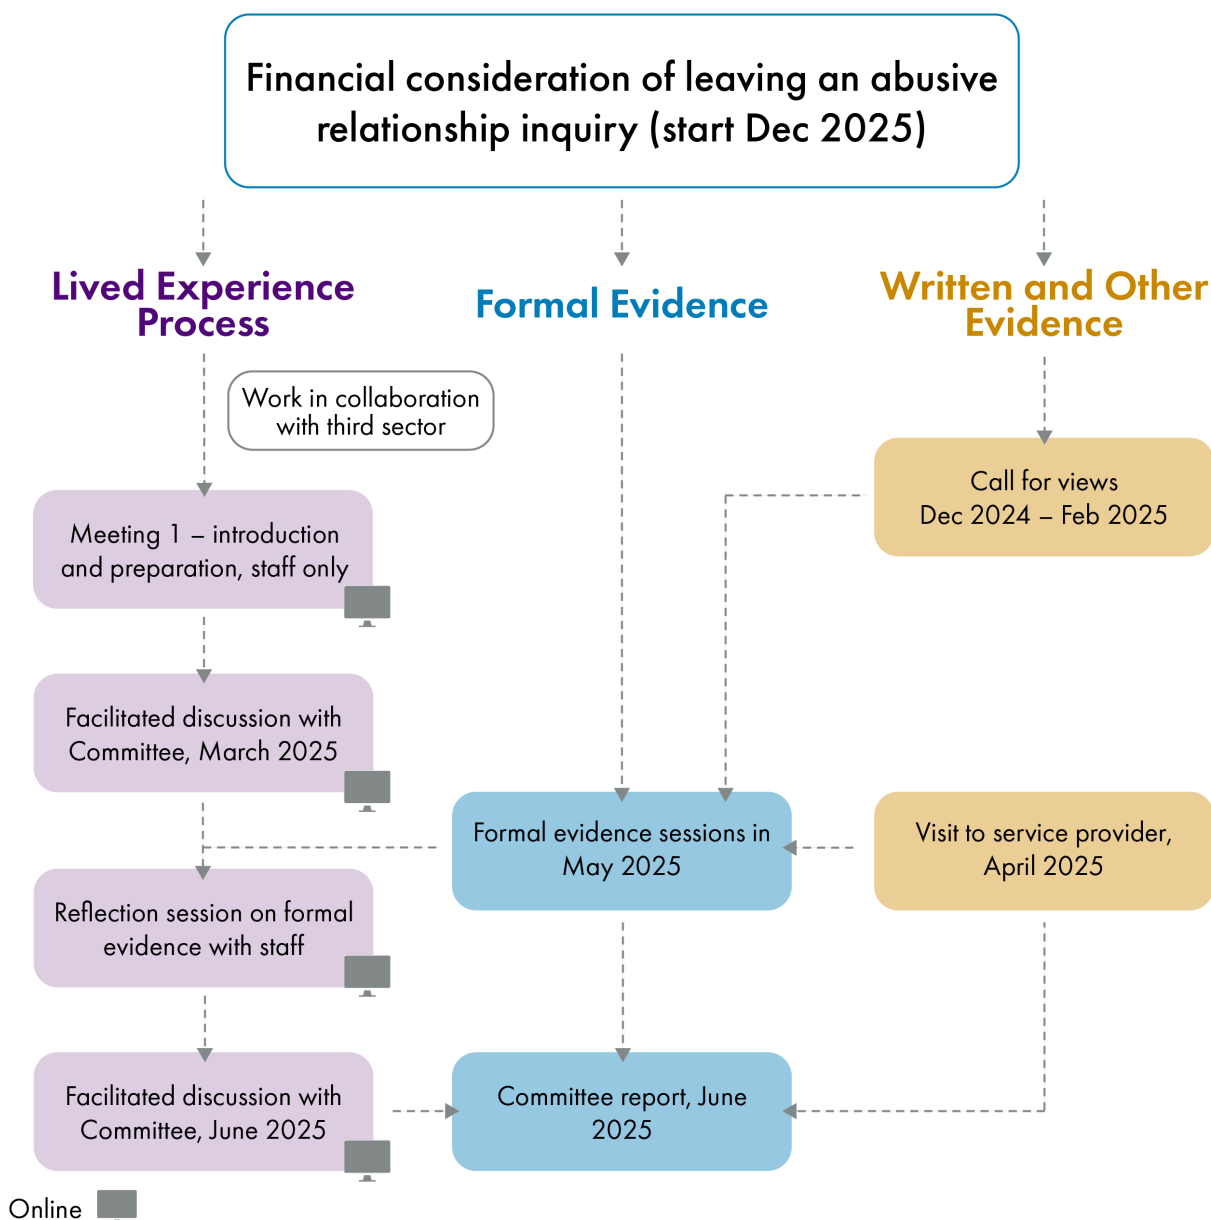 Financial consideration of leaving an abusive
relationship inquiry (start Dec 2025)
Lived Experience
Process
Formal Evidence
Written and Other
Evidence
Work in collaboration
with third sector
Call for views
Dec 2024 – Feb 2025
Meeting 1 – introduction
and preparation, staff only
Facilitated discussion with
Committee, March 2025
Formal evidence sessions in
May 2025
Visit to service provider,
April 2025
Reflection session on formal
evidence with staff
Facilitated discussion with
Committee, June 2025
Committee report, June
2025
Online